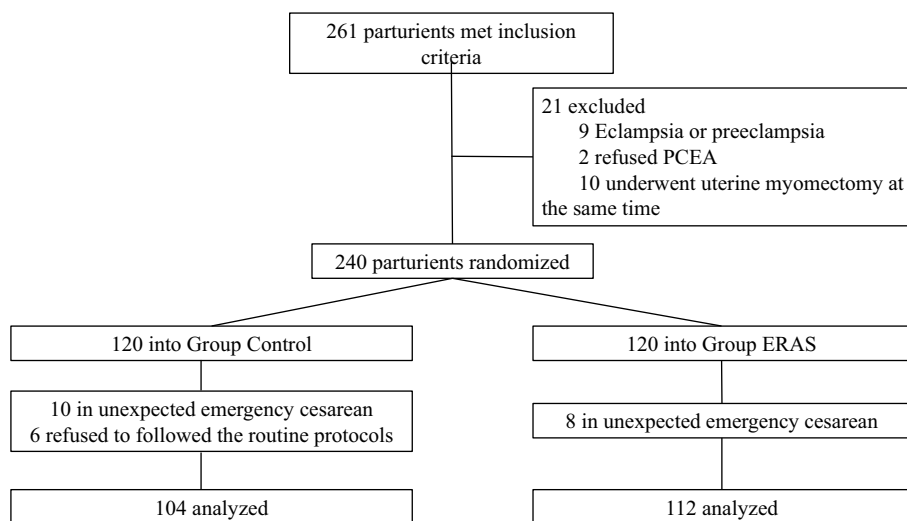 261 parturients met inclusion
criteria
21 excluded
9 Eclampsia or preeclampsia
2 refused PCEA
10 underwent uterine myomectomy at
the same time
240 parturients randomized
120 into Group Control
120 into Group ERAS
10 in unexpected emergency cesarean
6 refused to followed the routine protocols
8 in unexpected emergency cesarean
104 analyzed
112 analyzed